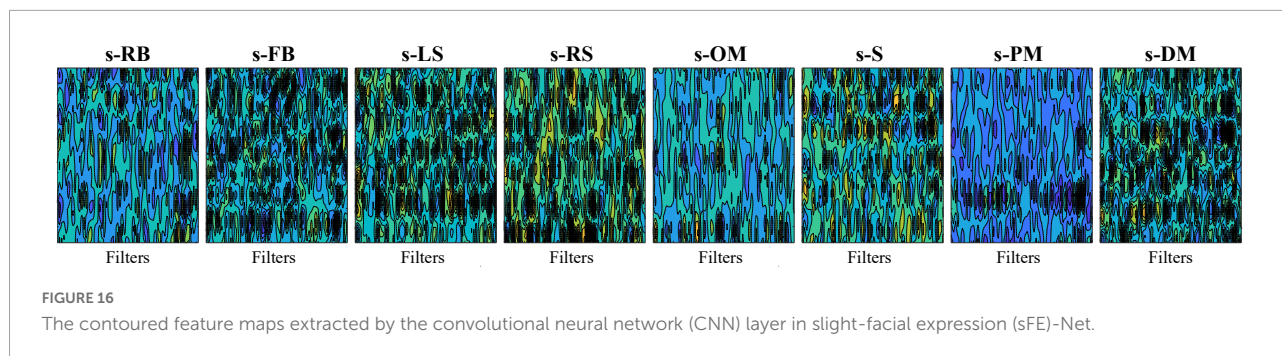 s-RB s-FB s-LS s-RS s-OM s-S s-PM s-DM
Filters Filters Filters Filters Filters Filters Filters Filters
FIGURE 16
The contoured feature maps extracted by the convolutional neural network (CNN) layer in slight-facial expression (sFE)-Net.